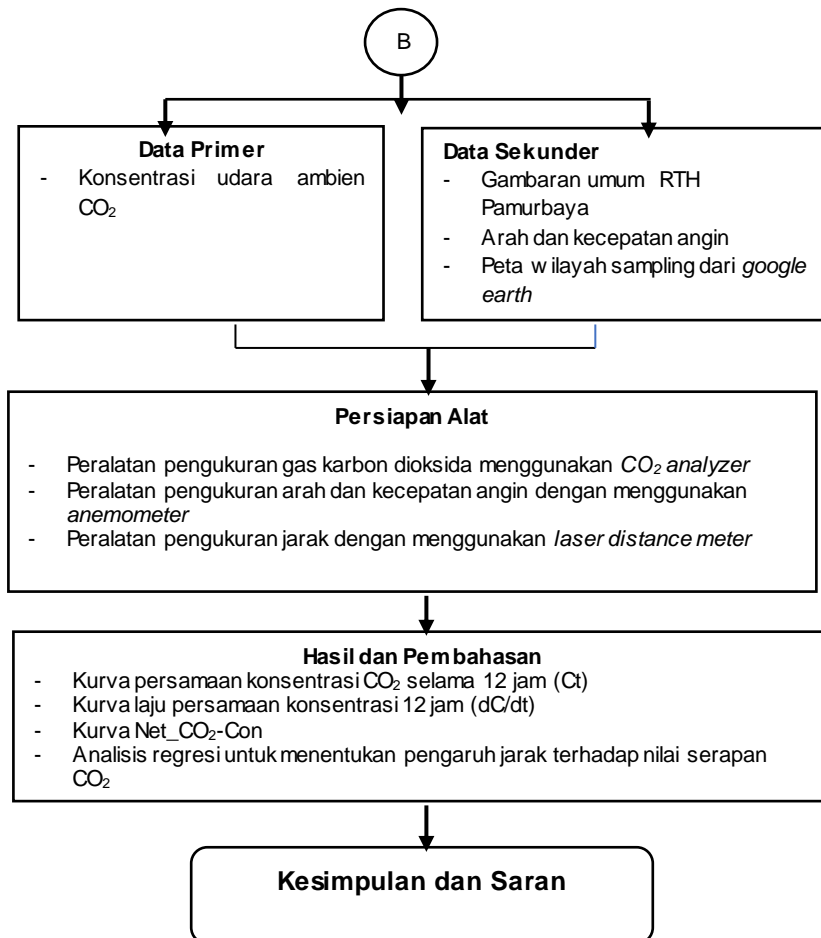 B
Data Primer
- Konsentrasi udara ambien
CO₂
Data Sekunder
- Gambaran umum RTH
Pamurbaya
- Arah dan kecepatan angin
- Peta wilayah sampling dari google
earth
Persiapan Alat
- Peralatan pengukuran gas karbon dioksida menggunakan CO₂ analyzer
- Peralatan pengukuran arah dan kecepatan angin dengan menggunakan
anemometer
- Peralatan pengukuran jarak dengan menggunakan laser distance meter
Hasil dan Pembahasan
- Kurva persamaan konsentrasi CO₂ selama 12 jam (Ct)
- Kurva laju persamaan konsentrasi 12 jam (dC/dt)
- Kurva Net_CO₂-Con
- Analisis regresi untuk menentukan pengaruh jarak terhadap nilai serapan
CO₂
Kesimpulan dan Saran